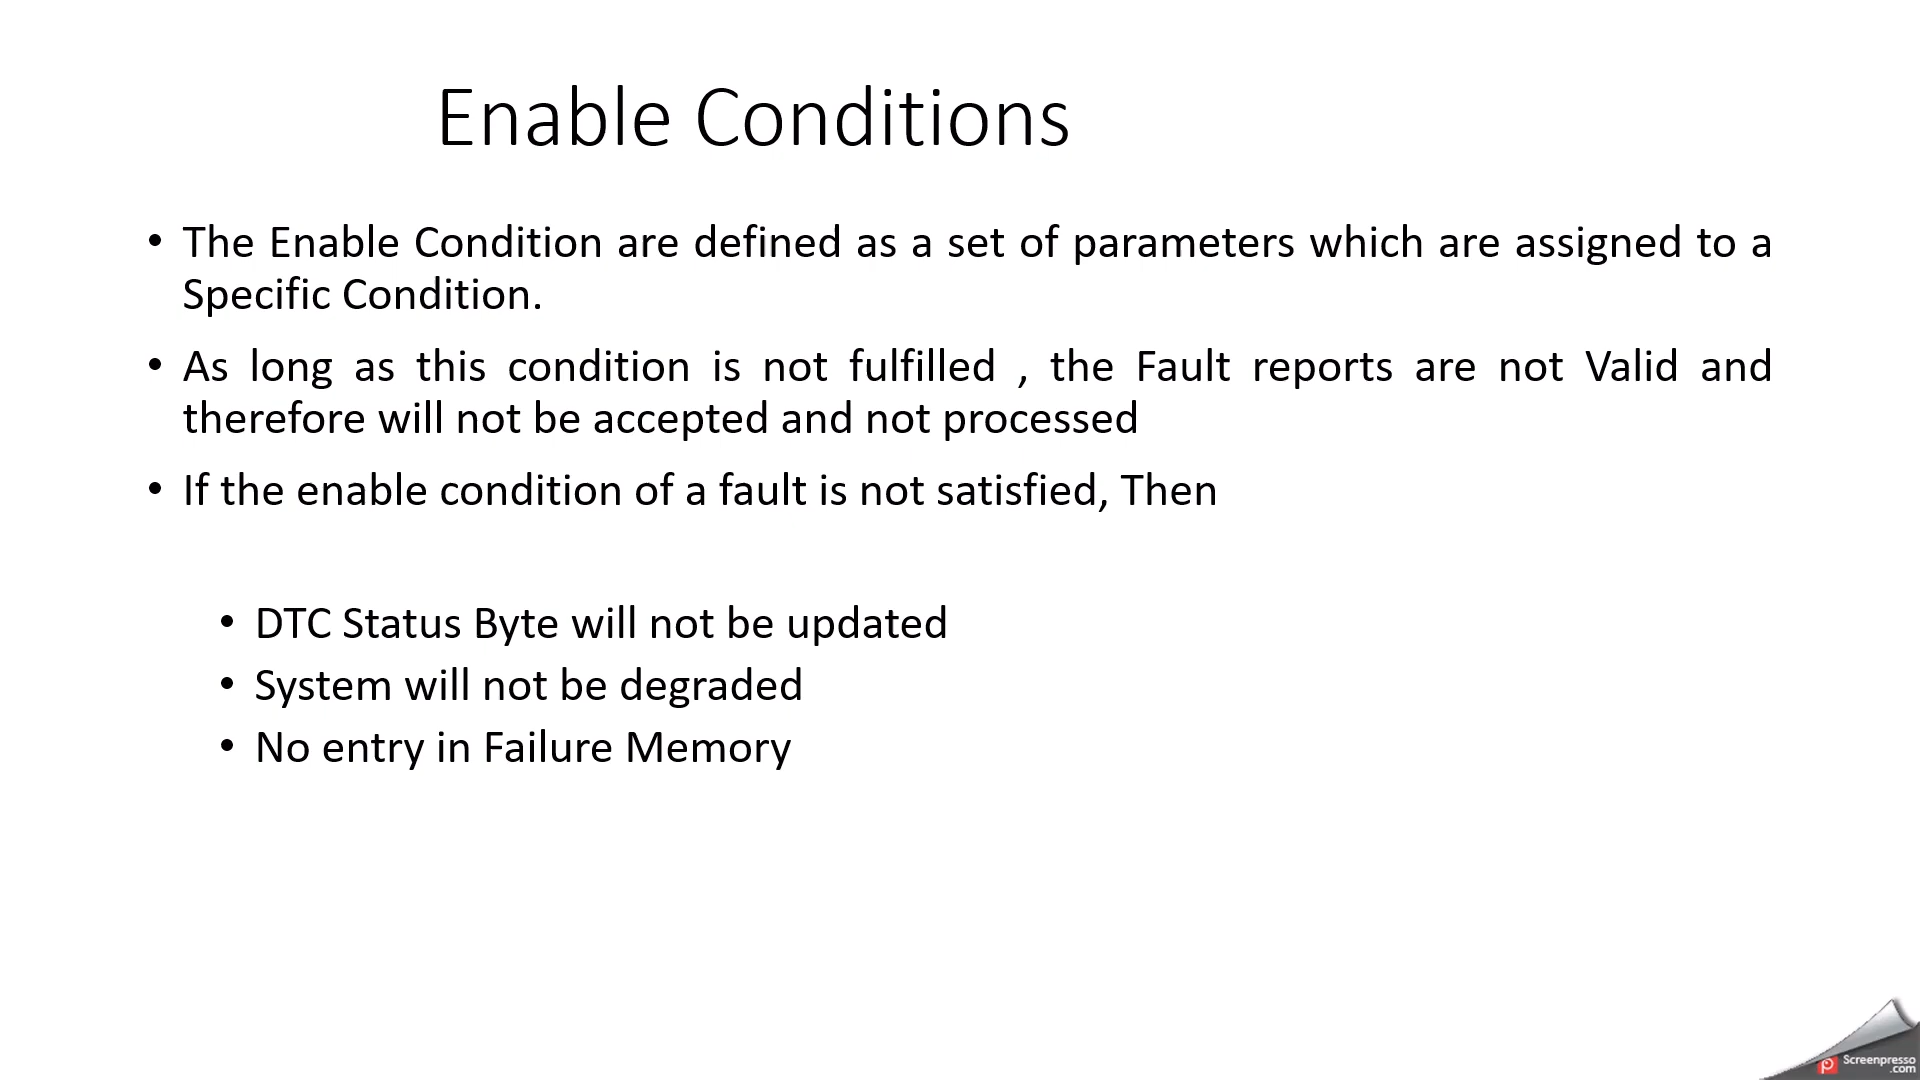 Enable Conditions
• The Enable Condition are defined as a set of parameters which are assigned to a
Specific Condition.
• As long as this condition is not fulfilled , the Fault reports are not Valid and
therefore will not be accepted and not processed
• If the enable condition of a fault is not satisfied, Then
• DTC Status Byte will not be updated
• System will not be degraded
• No entry in Failure Memory
Screenpresso
.com